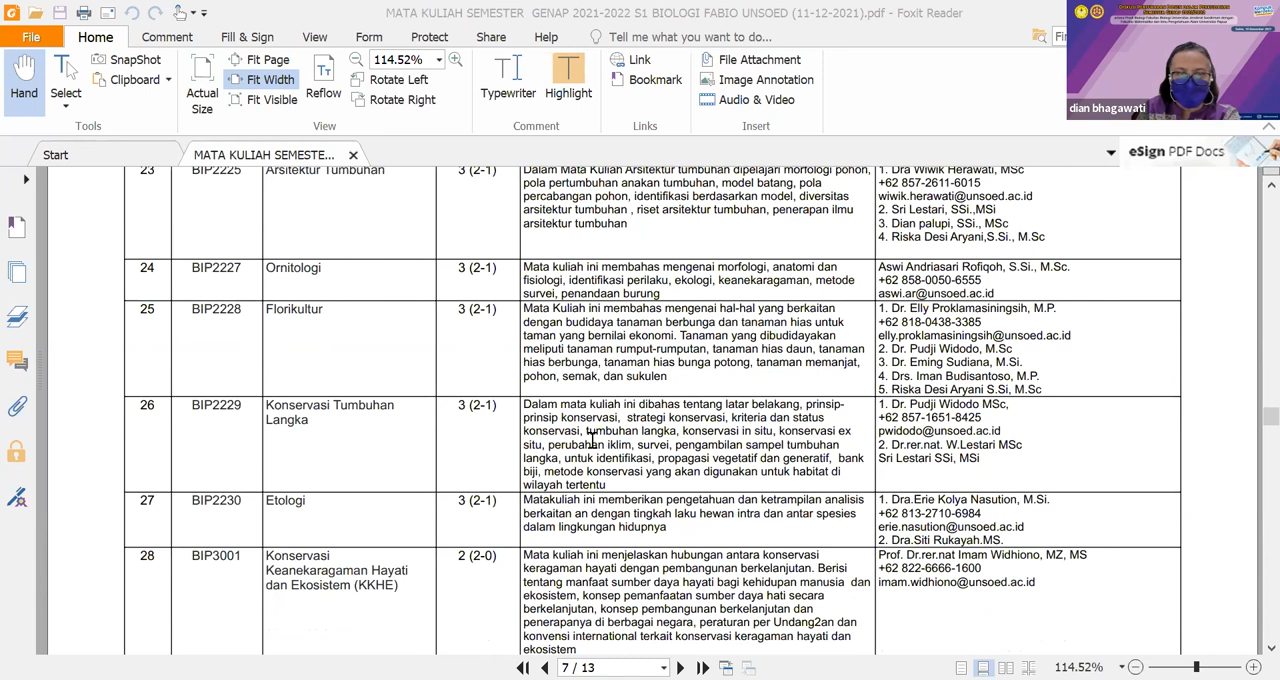 MATA KULIAH SEMESTER GENAP 2021-2022 S1 BIOLOGI FABIO UNSOED (11-12-2021).pdf - Foxit Reader
File
Home
Comment
Fill & Sign
View
Form
Help
Tell me what you want to do...
Hand
Select
SnapShot
Clipboard
Actual
Size
Fit Page
Fit Width
Fit Visible
Reflow
114.52%
Rotate Left
Rotate Right
Typewriter
Highlight
Link
Bookmark
File Attachment
Image Annotation
Audio & Video
Tools
View
Comment
Links
Insert
dian bhagawati
Start
MATA KULIAH SEMESTE...
eSign PDF Docs
23 BIP2225 Arsitektur Tumbuhan 3 (2-1) Dalam Mata Kuliah Arsitektur tumbuhan dipelajari morfologi pohon, 1. Dra Wiwik Herawati, MSc
pola pertumbuhan anakan tumbuhan, model batang, pola +62 857-2611-6015
percabangan pohon, identifikasi berdasarkan model, diversitas wiwik.herawati@unsoed.ac.id
arsitektur tumbuhan , riset arsitektur tumbuhan, penerapan ilmu 2. Sri Lestari, SSi.,MSi
arsitektur tumbuhan 3. Dian palupi, SSi., MSc
4. Riska Desi Aryani,S.Si., M.Sc
24 BIP2227 Ornitologi 3 (2-1) Mata kuliah ini membahas mengenai morfologi, anatomi dan Aswi Andriasari Rofiqoh, S.Si., M.Sc.
fisiologi, identifikasi perilaku, ekologi, keanekaragaman, metode +62 858-0050-6555
survei, penandaan burung aswi.ar@unsoed.ac.id
25 BIP2228 Florikultur 3 (2-1) Mata Kuliah ini membahas mengenai hal-hal yang berkaitan 1. Dr. Elly Proklamasiningsih, M.P.
dengan budidaya tanaman berbunga dan tanaman hias untuk +62 818-0438-3385
taman yang bernilai ekonomi. Tanaman yang dibudidayakan elly.proklamasiningsih@unsoed.ac.id
meliputi tanaman rumput-rumputan, tanaman hias daun, tanaman 2. Dr. Pudji Widodo, M.Sc
hias berbunga, tanaman hias bunga potong, tanaman memanjat, 3. Dr. Eming Sudiana, M.Si.
pohon, semak, dan sukulen 4. Drs. Iman Budisantoso, M.P.
5. Riska Desi Aryani S.Si, M.Sc
26 BIP2229 Konservasi Tumbuhan 3 (2-1) Dalam mata kuliah ini dibahas tentang latar belakang, prinsip- 1. Dr. Pudji Widodo MSc,
Langka prinsip konservasi, strategi konservasi, kriteria dan status +62 857-1651-8425
konservasi, tumbuhan langka, konservasi in situ, konservasi ex pwidodo@unsoed.ac.id
situ, perubahan iklim, survei, pengambilan sampel tumbuhan 2. Dr.rer.nat. W.Lestari MSc
langka, untuk identifikasi, propagasi vegetatif dan generatif, bank Sri Lestari SSi, MSi
biji, metode konservasi yang akan digunakan untuk habitat di
wilayah tertentu
27 BIP2230 Etologi 3 (2-1) Matakuliah ini memberikan pengetahuan dan ketrampilan analisis 1. Dra.Erie Kolya Nasution, M.Si.
berkaitan an dengan tingkah laku hewan intra dan antar spesies +62 813-2710-6984
dalam lingkungan hidupnya erie.nasution@unsoed.ac.id
2. Dra.Siti Rukayah.MS.
28 BIP3001 Konservasi 2 (2-0) Mata kuliah ini menjelaskan hubungan antara konservasi Prof. Dr.rer.nat Imam Widhiono, MZ, MS
Keanekaragaman Hayati keragaman hayati dengan pembangunan berkelanjutan. Berisi +62 822-6666-1600
dan Ekosistem (KKHE) tentang manfaat sumber daya hayati bagi kehidupan manusia dan imam.widhiono@unsoed.ac.id
ekosistem, konsep pemanfaatan sumber daya hati secara
berkelanjutan, konsep pembangunan berkelanjutan dan
penerapanya di berbagai negara, peraturan per Undang2an dan
konvensi international terkait konservasi keragaman hayati dan
ekosistem
7 / 13
114.52%